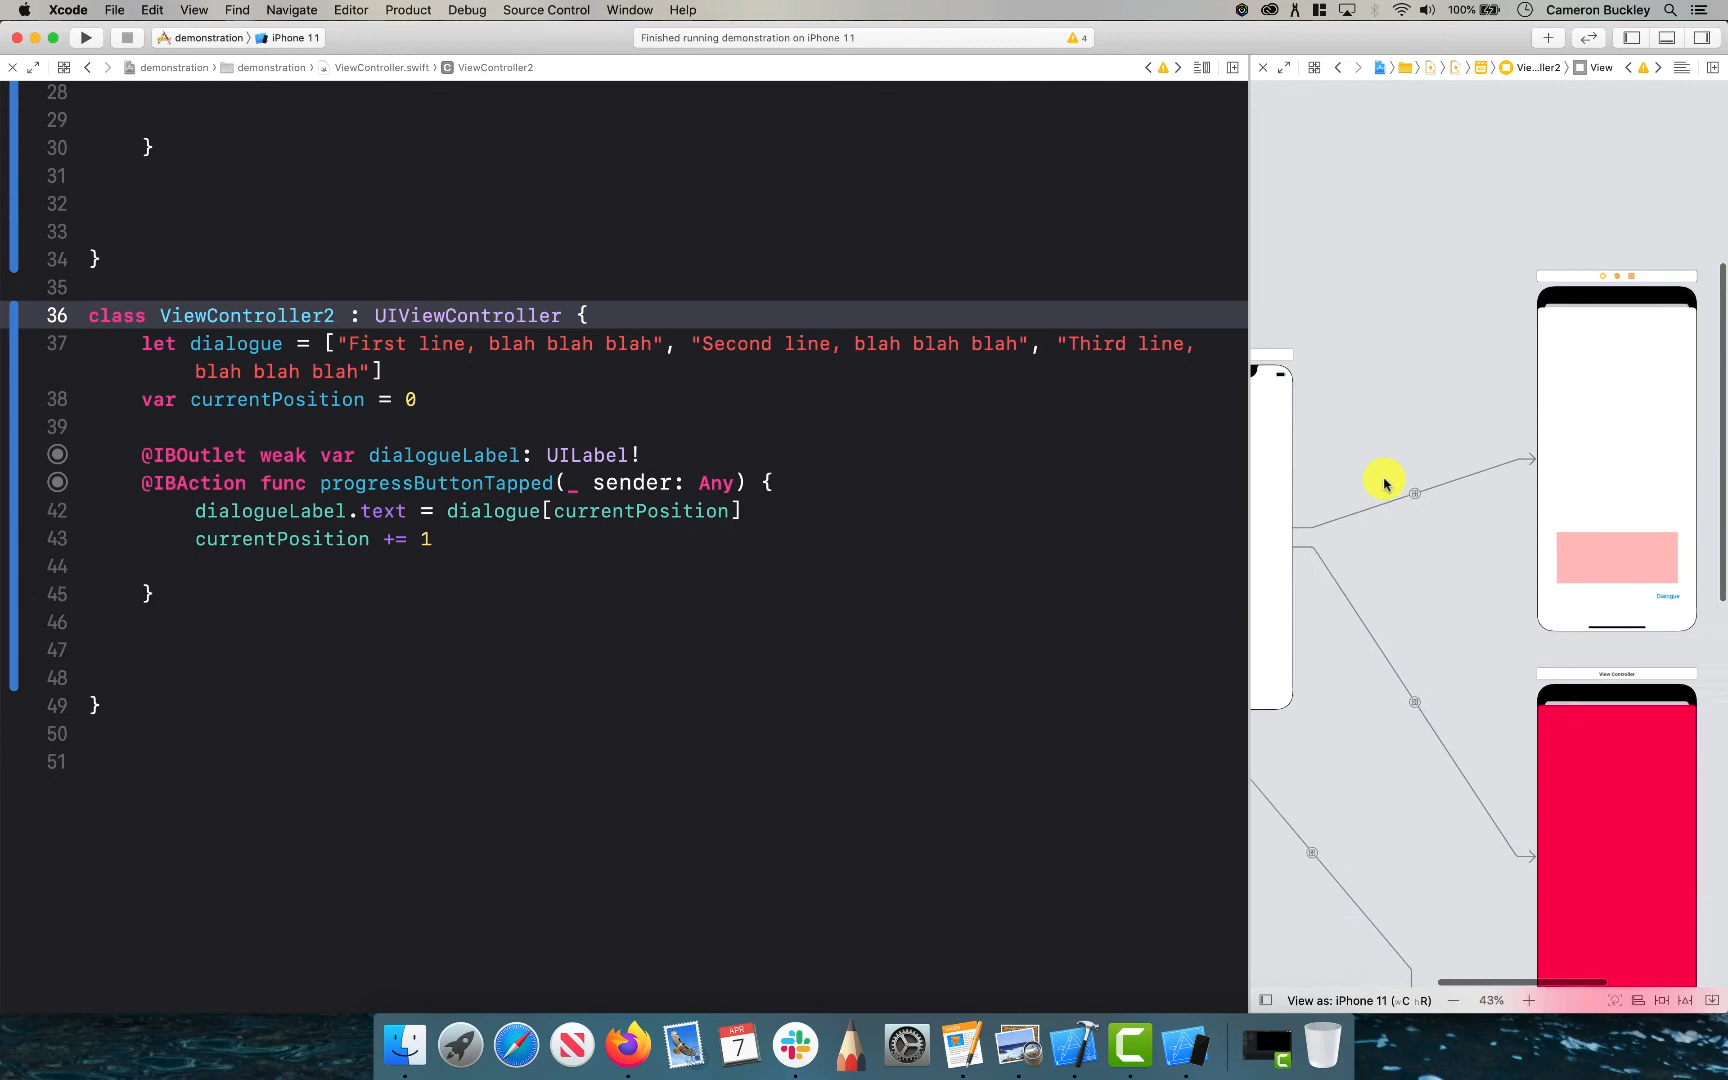 Xcode File Edit View Find Navigate Editor Product Debug Source Control Window Help 100% Cameron Buckley
demonstration iPhone 11 Finished running demonstration on iPhone 11 4
demonstration demonstration ViewController.swift C ViewController2
Vie...ller2 View
28
29
30 }
31
32
33
34 }
35
36 class ViewController2 : UIViewController {
37 let dialogue = ["First line, blah blah blah", "Second line, blah blah blah", "Third line,
blah blah blah"]
38 var currentPosition = 0
39
@IBOutlet weak var dialogueLabel: UILabel!
@IBAction func progressButtonTapped(_ sender: Any) {
42 dialogueLabel.text = dialogue[currentPosition]
43 currentPosition += 1
44
45 }
46
47
48
49 }
50
51
Dialogue
View Controller
View as: iPhone 11 (wC hR) 43%
APR
7